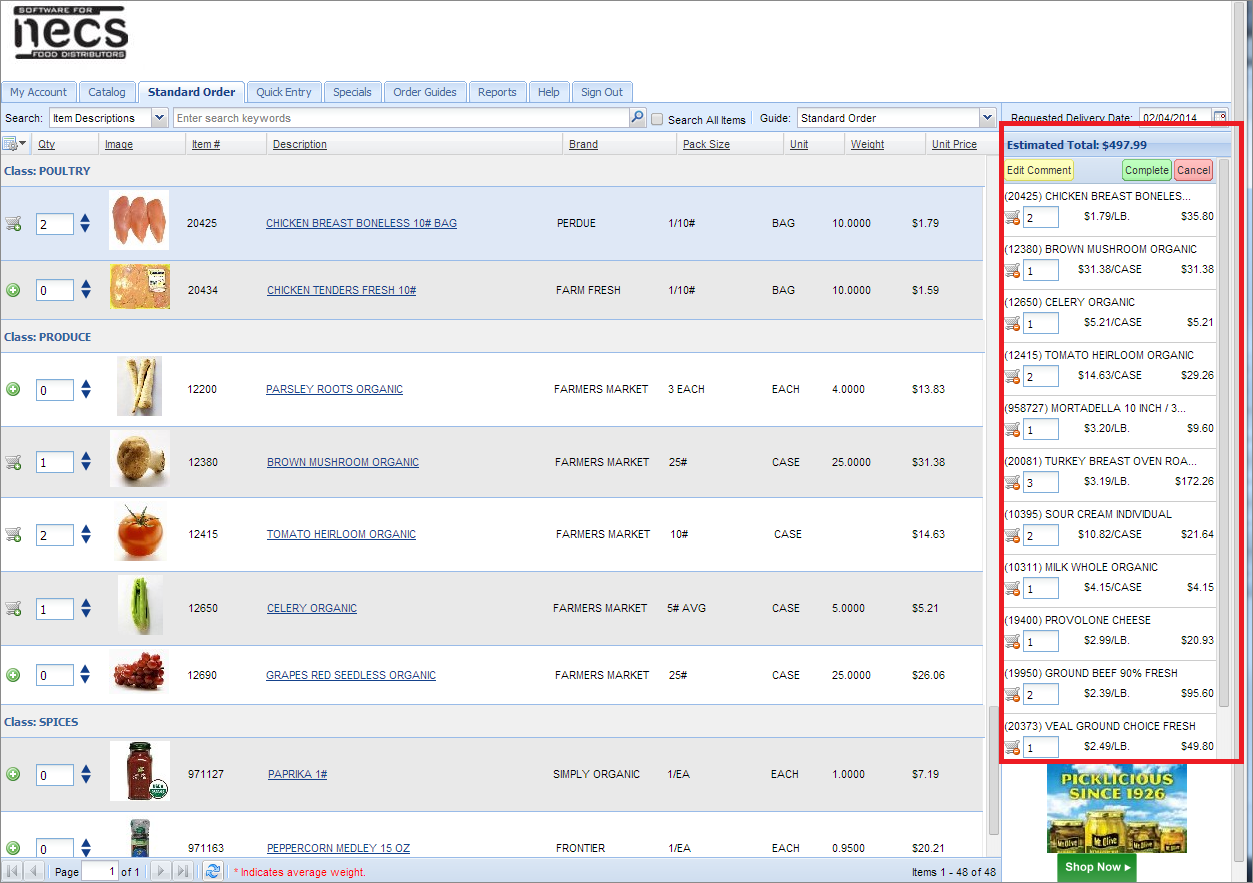 SOFTWARE FOR
necs
FOOD DISTRIBUTORS
My Account Catalog Standard Order Quick Entry Specials Order Guides Reports Help Sign Out
Search: Item Descriptions Enter search keywords Search All Items Guide: Standard Order Requested Delivery Date: 02/04/2014
Qty Image Item # Description Brand Pack Size Unit Weight Unit Price
Class: POULTRY
2 20425 CHICKEN BREAST BONELESS 10# BAG PERDUE 1/10# BAG 10.0000 $1.79
0 20434 CHICKEN TENDERS FRESH 10# FARM FRESH 1/10# BAG 10.0000 $1.59
Class: PRODUCE
0 12200 PARSLEY ROOTS ORGANIC FARMERS MARKET 3 EACH EACH 4.0000 $13.83
1 12380 BROWN MUSHROOM ORGANIC FARMERS MARKET 25# CASE 25.0000 $31.38
2 12415 TOMATO HEIRLOOM ORGANIC FARMERS MARKET 10# CASE $14.63
1 12650 CELERY ORGANIC FARMERS MARKET 5# AVG CASE 5.0000 $5.21
0 12690 GRAPES RED SEEDLESS ORGANIC FARMERS MARKET 25# CASE 25.0000 $26.06
Class: SPICES
0 971127 PAPRIKA 1# SIMPLY ORGANIC 1/EA EACH 1.0000 $7.19
0 971163 PEPPERCORN MEDLEY 15 OZ FRONTIER 1/EA EACH 0.9500 $20.21
Page 1 of 1 * Indicates average weight. Items 1 - 48 of 48
Estimated Total: $497.99
Edit Comment Complete Cancel
(20425) CHICKEN BREAST BONELES...
2 $1.79/LB. $35.80
(12380) BROWN MUSHROOM ORGANIC
1 $31.38/CASE $31.38
(12650) CELERY ORGANIC
1 $5.21/CASE $5.21
(12415) TOMATO HEIRLOOM ORGANIC
2 $14.63/CASE $29.26
(958727) MORTADELLA 10 INCH / 3...
1 $3.20/LB. $9.60
(20081) TURKEY BREAST OVEN ROA...
3 $3.19/LB. $172.26
(10395) SOUR CREAM INDIVIDUAL
2 $10.82/CASE $21.64
(10311) MILK WHOLE ORGANIC
1 $4.15/CASE $4.15
(19400) PROVOLONE CHEESE
1 $2.99/LB. $20.93
(19950) GROUND BEEF 90% FRESH
2 $2.39/LB. $95.60
(20373) VEAL GROUND CHOICE FRESH
1 $2.49/LB. $49.80
PICKLICIOUS
SINCE 1926
Mt Olive Mt Olive Mt Olive
Shop Now